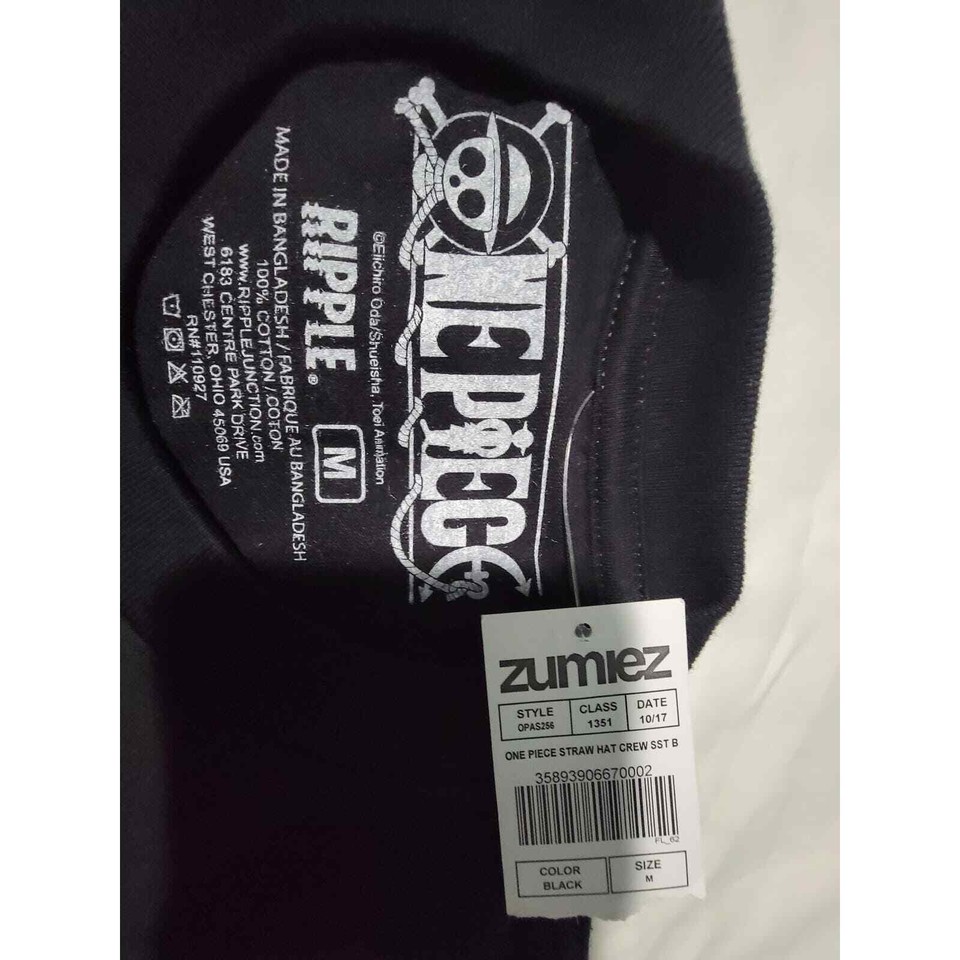 ONE PIECE
©Eiichiro Oda/Shueisha, Toei Animation
RIPPLE® M
MADE IN BANGLADESH / FABRIQUE AU BANGLADESH
100% COTTON / COTON
www.RIPPLEJUNCTION.com
6183 CENTRE PARK DRIVE
WEST CHESTER, OHIO 45069 USA
RN#110927
zumiez
STYLE CLASS DATE
OPAS256 1351 10/17
ONE PIECE STRAW HAT CREW SST B
35893906670002
FL_62
COLOR SIZE
BLACK M